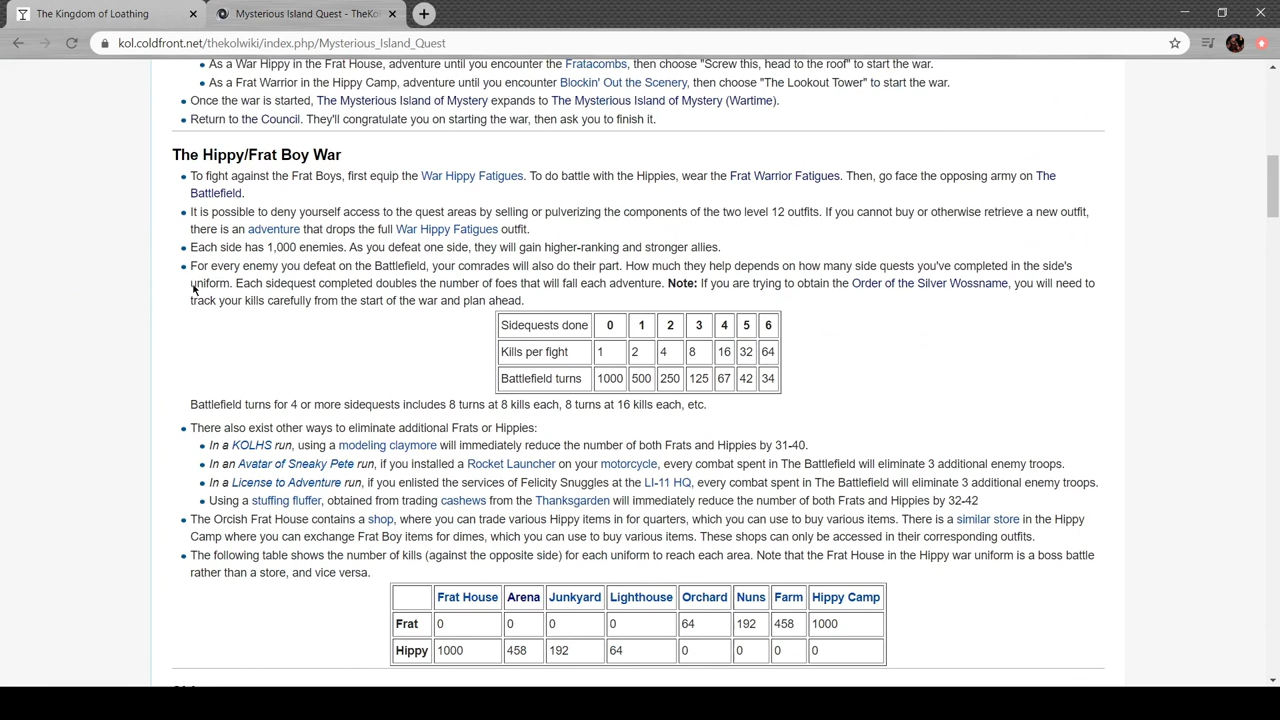 The Kingdom of Loathing
Mysterious Island Quest - TheKol
kol.coldfront.net/thekolwiki/index.php/Mysterious_Island_Quest
As a War Hippy in the Frat House, adventure until you encounter the Fratacombs, then choose "Screw this, head to the roof" to start the war.
As a Frat Warrior in the Hippy Camp, adventure until you encounter Blockin' Out the Scenery, then choose "The Lookout Tower" to start the war.
Once the war is started, The Mysterious Island of Mystery expands to The Mysterious Island of Mystery (Wartime).
Return to the Council. They'll congratulate you on starting the war, then ask you to finish it.
The Hippy/Frat Boy War
To fight against the Frat Boys, first equip the War Hippy Fatigues. To do battle with the Hippies, wear the Frat Warrior Fatigues. Then, go face the opposing army on The
Battlefield.
It is possible to deny yourself access to the quest areas by selling or pulverizing the components of the two level 12 outfits. If you cannot buy or otherwise retrieve a new outfit,
there is an adventure that drops the full War Hippy Fatigues outfit.
Each side has 1,000 enemies. As you defeat one side, they will gain higher-ranking and stronger allies.
For every enemy you defeat on the Battlefield, your comrades will also do their part. How much they help depends on how many side quests you've completed in the side's
uniform. Each sidequest completed doubles the number of foes that will fall each adventure. Note: If you are trying to obtain the Order of the Silver Wossname, you will need to
track your kills carefully from the start of the war and plan ahead.
Sidequests done 0 1 2 3 4 5 6
Kills per fight 1 2 4 8 16 32 64
Battlefield turns 1000 500 250 125 67 42 34
Battlefield turns for 4 or more sidequests includes 8 turns at 8 kills each, 8 turns at 16 kills each, etc.
There also exist other ways to eliminate additional Frats or Hippies:
In a KOLHS run, using a modeling claymore will immediately reduce the number of both Frats and Hippies by 31-40.
In an Avatar of Sneaky Pete run, if you installed a Rocket Launcher on your motorcycle, every combat spent in The Battlefield will eliminate 3 additional enemy troops.
In a License to Adventure run, if you enlisted the services of Felicity Snuggles at the LI-11 HQ, every combat spent in The Battlefield will eliminate 3 additional enemy troops.
Using a stuffing fluffer, obtained from trading cashews from the Thanksgarden will immediately reduce the number of both Frats and Hippies by 32-42
The Orcish Frat House contains a shop, where you can trade various Hippy items in for quarters, which you can use to buy various items. There is a similar store in the Hippy
Camp where you can exchange Frat Boy items for dimes, which you can use to buy various items. These shops can only be accessed in their corresponding outfits.
The following table shows the number of kills (against the opposite side) for each uniform to reach each area. Note that the Frat House in the Hippy war uniform is a boss battle
rather than a store, and vice versa.
Frat House Arena Junkyard Lighthouse Orchard Nuns Farm Hippy Camp
Frat 0 0 0 0 64 192 458 1000
Hippy 1000 458 192 64 0 0 0 0